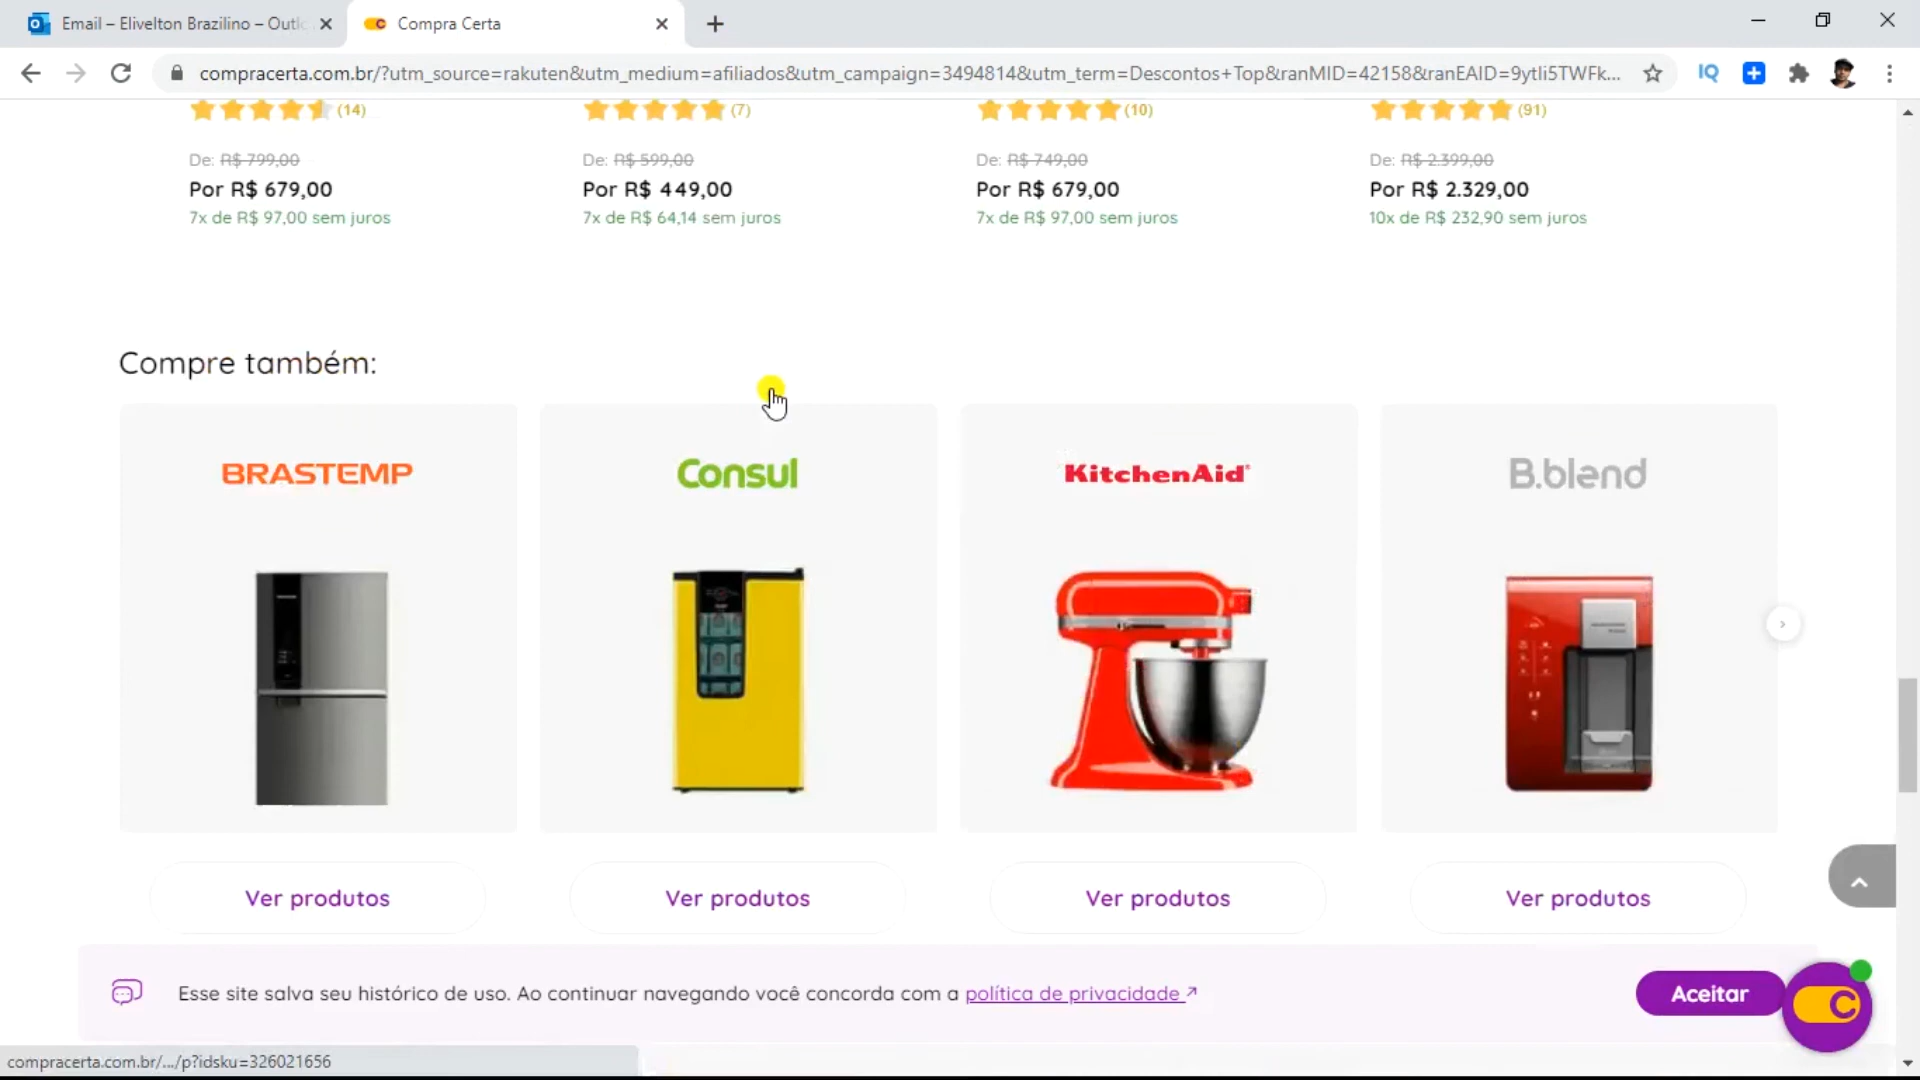 Email – Elivelton Brazilino – Outlo
Compra Certa
compracerta.com.br/?utm_source=rakuten&utm_medium=afiliados&utm_campaign=3494814&utm_term=Descontos+Top&ranMID=42158&ranEAID=9ytli5TWFk...
IQ
(14)
(7)
(10)
(91)
De: R$ 799,00
De: R$ 599,00
De: R$ 749,00
De: R$ 2.399,00
Por R$ 679,00
Por R$ 449,00
Por R$ 679,00
Por R$ 2.329,00
7x de R$ 97,00 sem juros
7x de R$ 64,14 sem juros
7x de R$ 97,00 sem juros
10x de R$ 232,90 sem juros
Compre também:
BRASTEMP
Consul
KitchenAid
B.blend
Ver produtos
Ver produtos
Ver produtos
Ver produtos
Esse site salva seu histórico de uso. Ao continuar navegando você concorda com a política de privacidade
Aceitar
compracerta.com.br/.../p?idsku=326021656